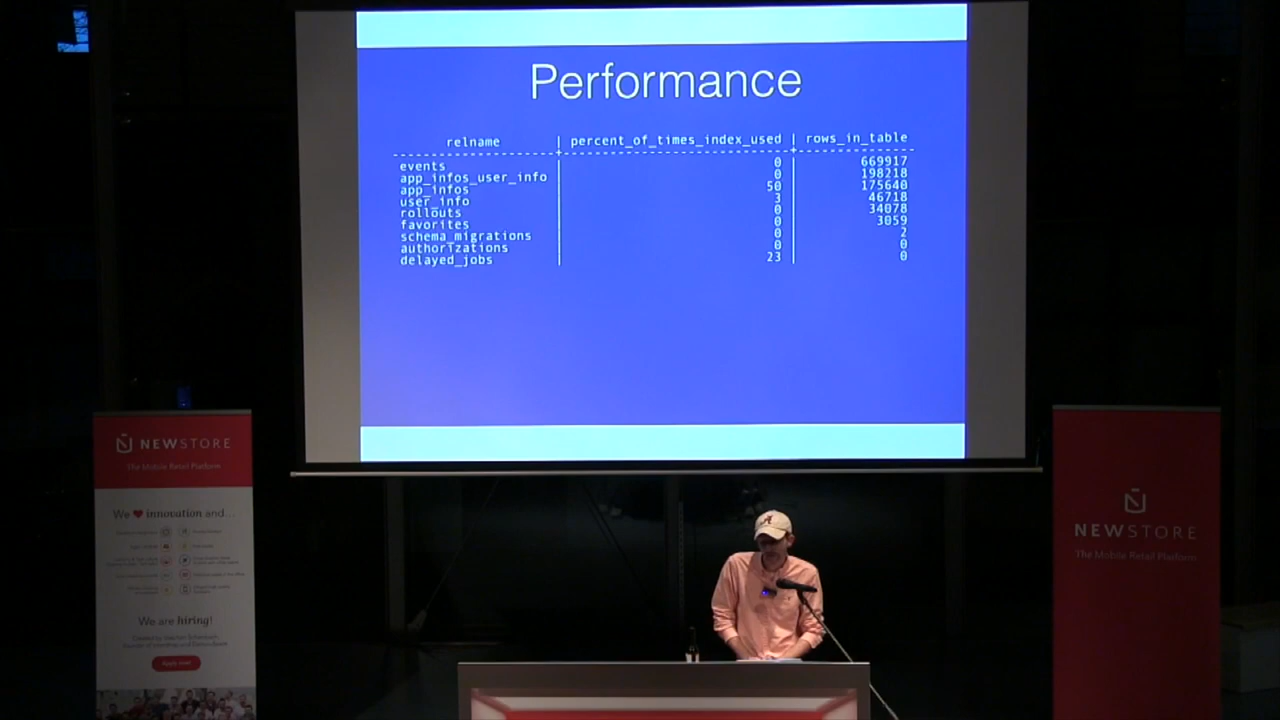 Performance
relname | percent_of_times_index_used | rows_in_table
events | 0 | 669917
app_infos_user_info | 0 | 198218
app_infos | 50 | 175640
user_info | 3 | 46718
rollouts | 0 | 34078
favorites | 0 | 3059
schema_migrations | 0 | 2
authorizations | 0 | 0
delayed_jobs | 23 | 0
NEWSTORE
The Mobile Retail Platform
We ❤ innovation and...
We are hiring!
Apply now
NEWSTORE
The Mobile Retail Platform
A